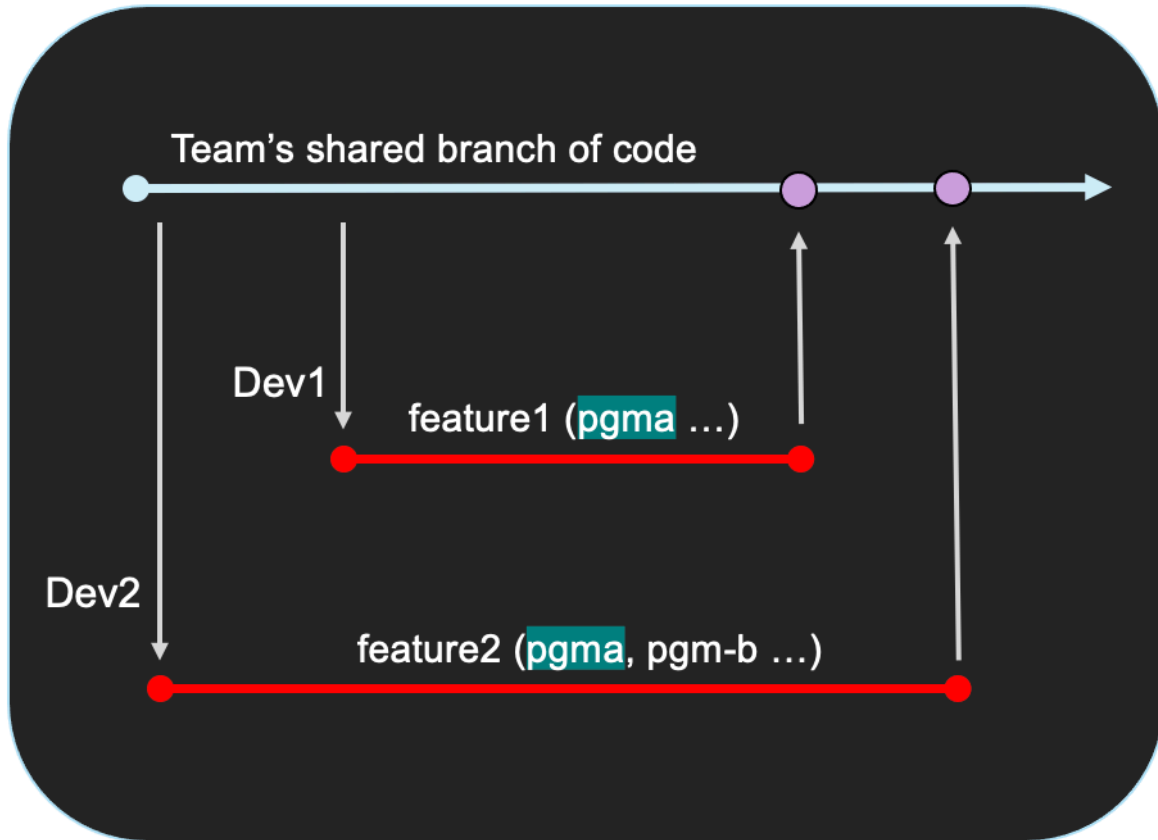 Team’s shared branch of code
Dev1
feature1 (pgma …)
Dev2
feature2 (pgma, pgm-b …)